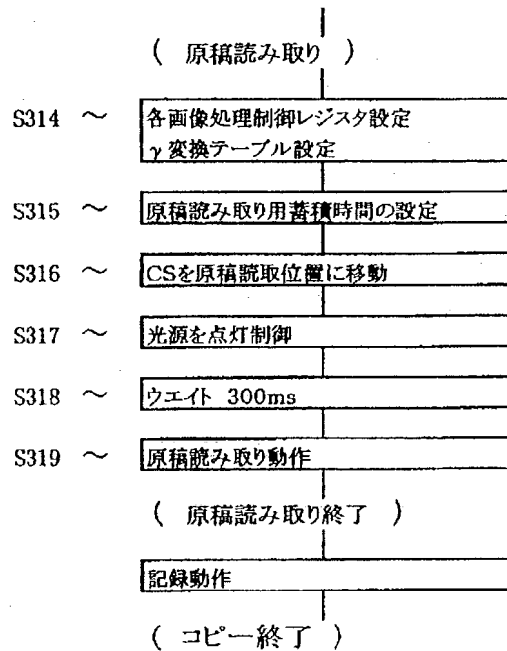 ( 原稿読み取り )
S314 ～ 各画像処理制御レジスタ設定
γ変換テーブル設定
S315 ～ 原稿読み取り用蓄積時間の設定
S316 ～ CSを原稿読取位置に移動
S317 ～ 光源を点灯制御
S318 ～ ウエイト 300ms
S319 ～ 原稿読み取り動作
( 原稿読み取り終了 )
記録動作
( コピー終了 )